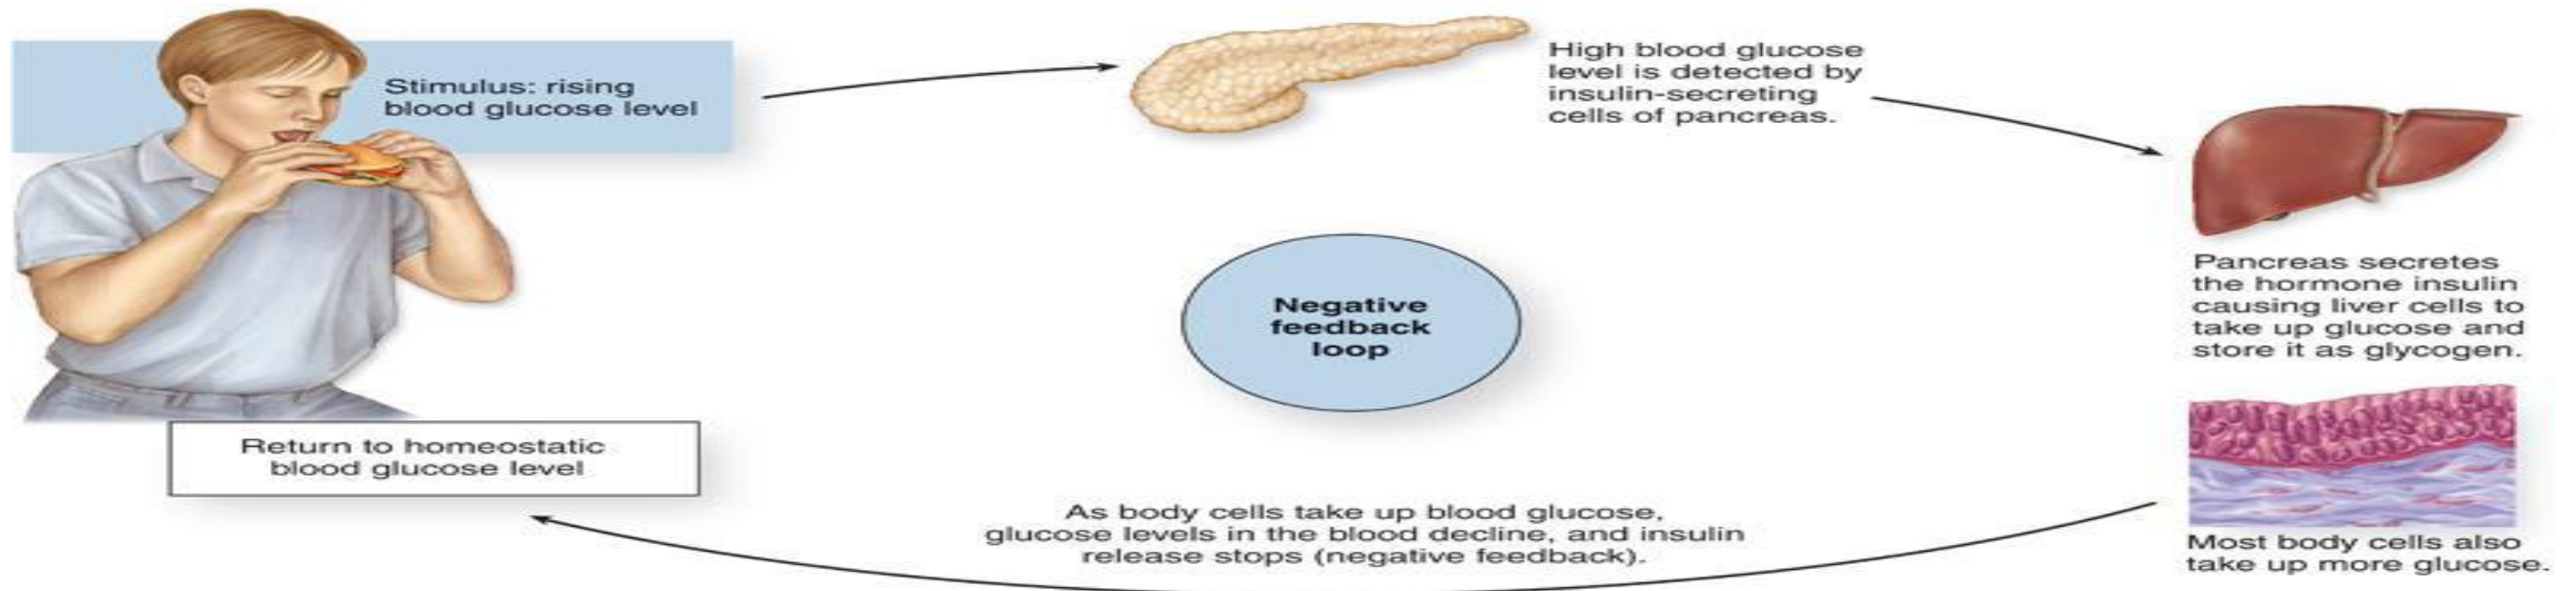 Stimulus: rising
blood glucose level
High blood glucose
level is detected by
insulin-secreting
cells of pancreas.
Pancreas secretes
the hormone insulin
causing liver cells to
take up glucose and
store it as glycogen.
Negative
feedback
loop
Most body cells also
take up more glucose.
As body cells take up blood glucose,
glucose levels in the blood decline, and insulin
release stops (negative feedback).
Return to homeostatic
blood glucose level